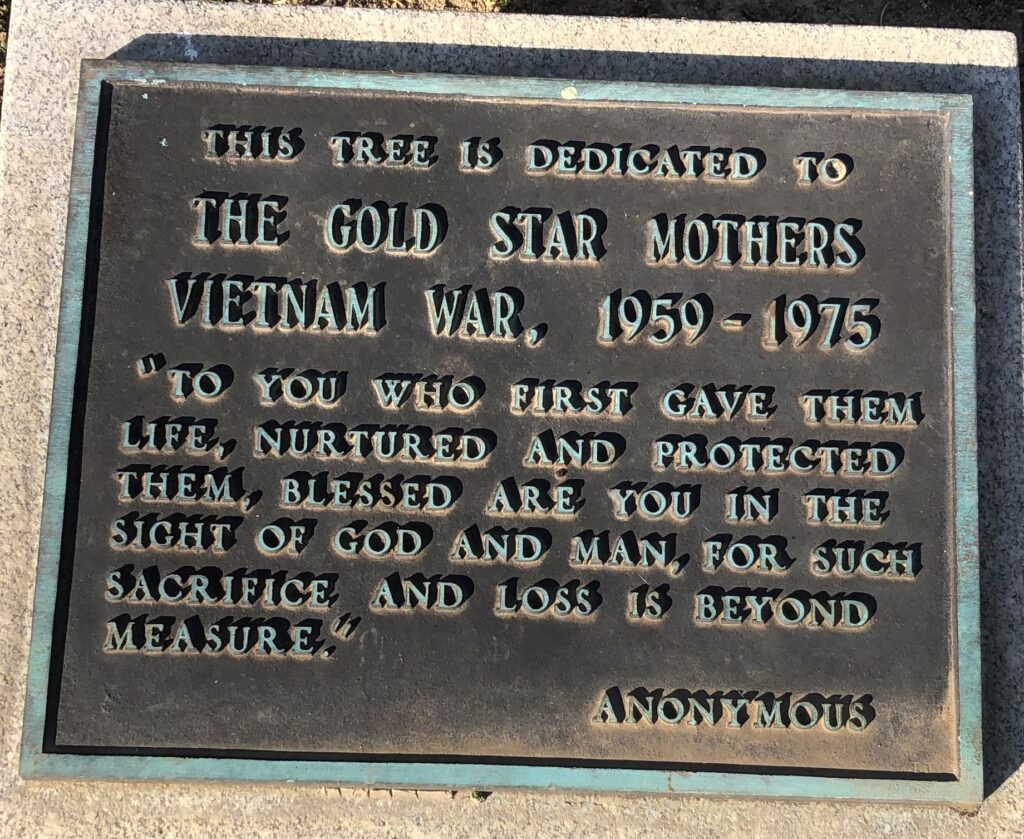 THIS TREE IS DEDICATED TO
THE GOLD STAR MOTHERS
VIETNAM WAR, 1959-1975
"TO YOU WHO FIRST GAVE THEM
LIFE, NURTURED AND PROTECTED
THEM, BLESSED ARE YOU IN THE
SIGHT OF GOD AND MAN, FOR SUCH
SACRIFICE AND LOSS IS BEYOND
MEASURE."
ANONYMOUS